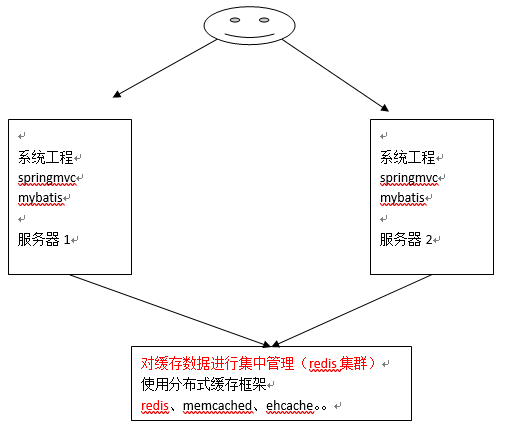 系统工程
springmvc
mybatis
服务器 1
系统工程
springmvc
mybatis
服务器 2
对缓存数据进行集中管理（redis 集群）
使用分布式缓存框架
redis、memcached、ehcache。。